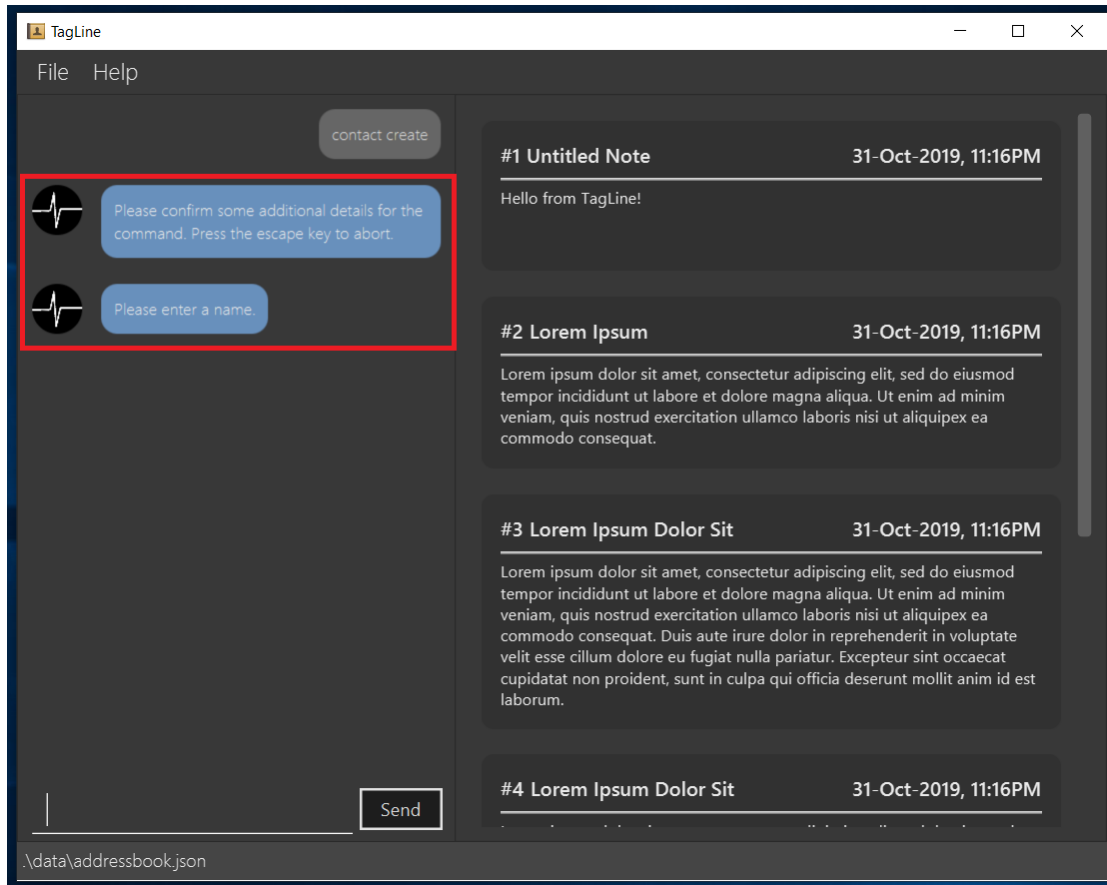 TagLine
File Help
contact create
Please confirm some additional details for the
command. Press the escape key to abort.
Please enter a name.
Send
#1 Untitled Note 31-Oct-2019, 11:16PM
Hello from TagLine!
#2 Lorem Ipsum 31-Oct-2019, 11:16PM
Lorem ipsum dolor sit amet, consectetur adipiscing elit, sed do eiusmod
tempor incididunt ut labore et dolore magna aliqua. Ut enim ad minim
veniam, quis nostrud exercitation ullamco laboris nisi ut aliquipex ea
commodo consequat.
#3 Lorem Ipsum Dolor Sit 31-Oct-2019, 11:16PM
Lorem ipsum dolor sit amet, consectetur adipiscing elit, sed do eiusmod
tempor incididunt ut labore et dolore magna aliqua. Ut enim ad minim
veniam, quis nostrud exercitation ullamco laboris nisi ut aliquipex ea
commodo consequat. Duis aute irure dolor in reprehenderit in voluptate
velit esse cillum dolore eu fugiat nulla pariatur. Excepteur sint occaecat
cupidatat non proident, sunt in culpa qui officia deserunt mollit anim id est
laborum.
#4 Lorem Ipsum Dolor Sit 31-Oct-2019, 11:16PM
.\data\addressbook.json